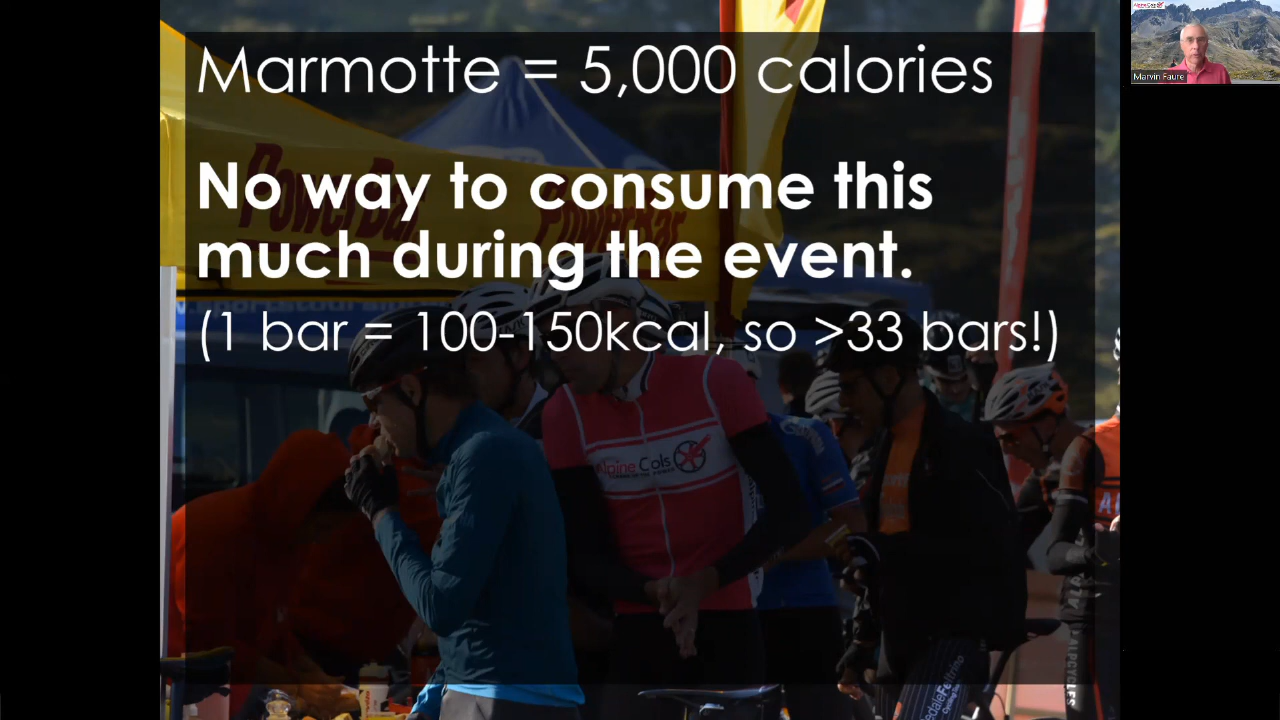 Marmotte = 5,000 calories
No way to consume this
much during the event.
(1 bar = 100-150kcal, so >33 bars!)
PowerBar
PowerBar
Alpine Cols
Marvin Faure